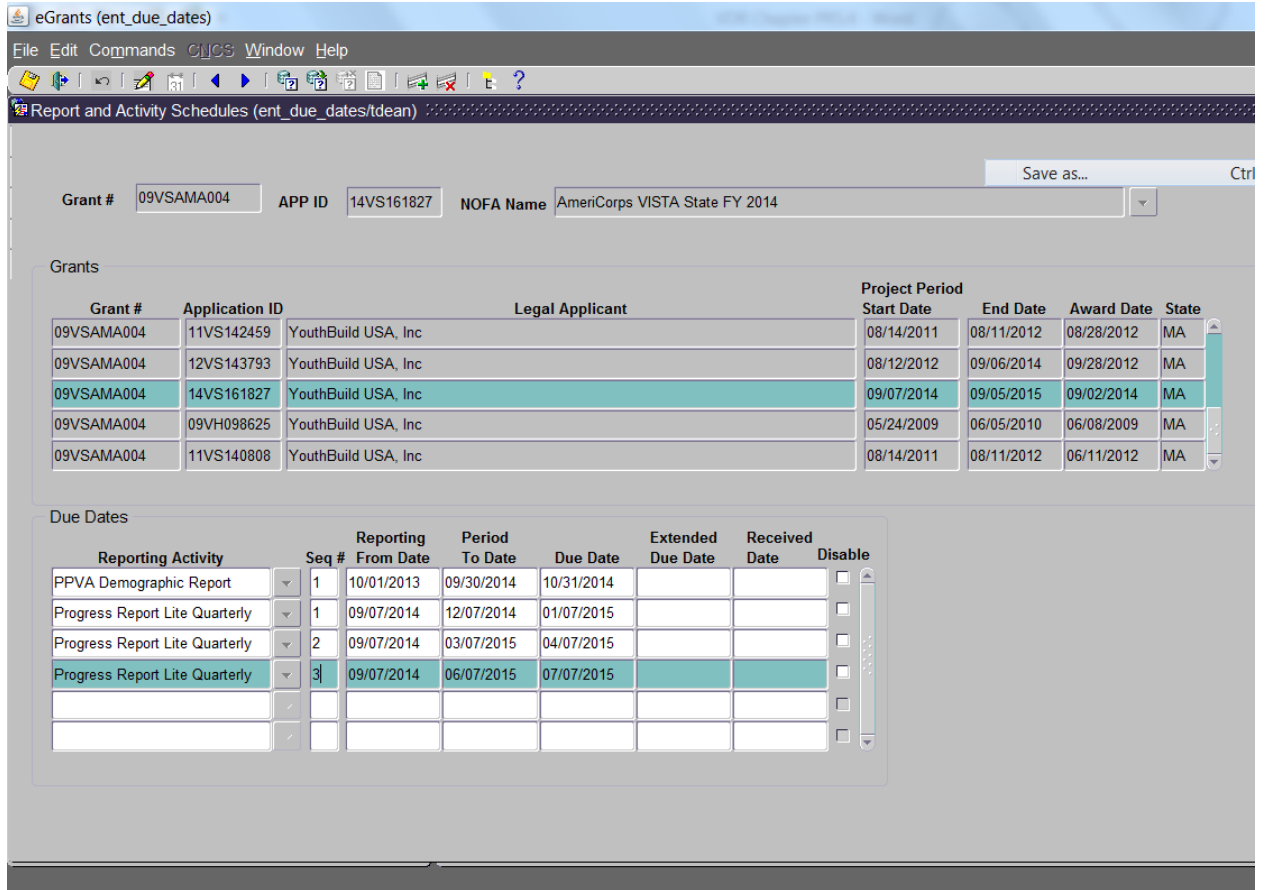 eGrants (ent_due_dates)
File Edit Commands CNCS Window Help
Report and Activity Schedules (ent_due_dates/tdean)
Save as... Ctrl
Grant # 09VSAMA004 APP ID 14VS161827 NOFA Name AmeriCorps VISTA State FY 2014
Grants
Project Period
Grant # Application ID Legal Applicant Start Date End Date Award Date State
09VSAMA004 11VS142459 YouthBuild USA, Inc 08/14/2011 08/11/2012 08/28/2012 MA
09VSAMA004 12VS143793 YouthBuild USA, Inc 08/12/2012 09/06/2014 09/28/2012 MA
09VSAMA004 14VS161827 YouthBuild USA, Inc 09/07/2014 09/05/2015 09/02/2014 MA
09VSAMA004 09VH098625 YouthBuild USA, Inc 05/24/2009 06/05/2010 06/08/2009 MA
09VSAMA004 11VS140808 YouthBuild USA, Inc 08/14/2011 08/11/2012 06/11/2012 MA
Due Dates
Reporting Period Extended Received
Reporting Activity Seq # From Date To Date Due Date Due Date Date Disable
PPVA Demographic Report 1 10/01/2013 09/30/2014 10/31/2014
Progress Report Lite Quarterly 1 09/07/2014 12/07/2014 01/07/2015
Progress Report Lite Quarterly 2 09/07/2014 03/07/2015 04/07/2015
Progress Report Lite Quarterly 3 09/07/2014 06/07/2015 07/07/2015